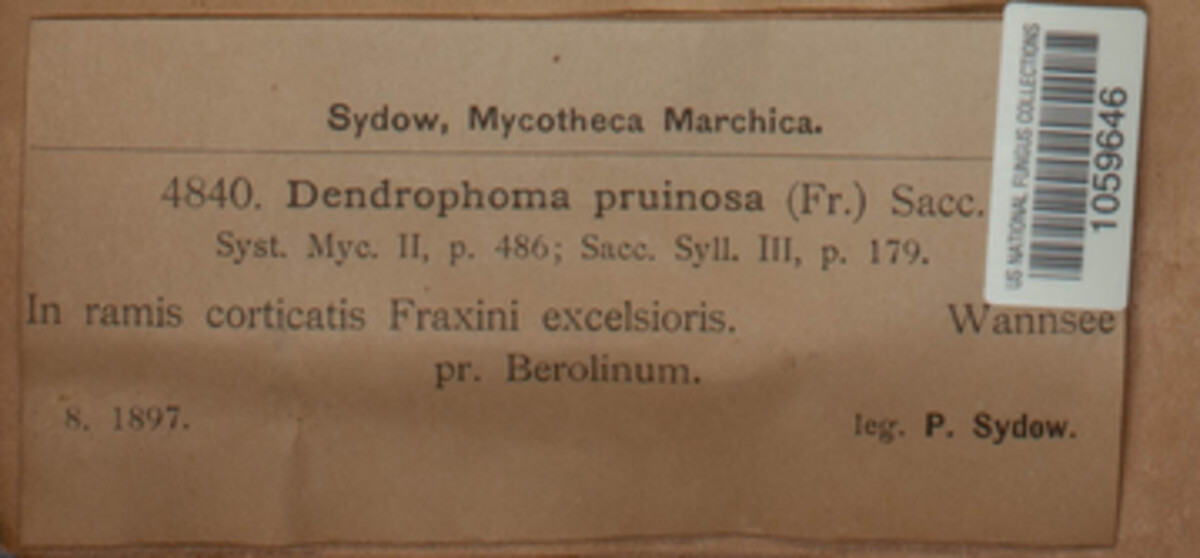 Sydow, Mycotheca Marchica.
4840. Dendrophoma pruinosa (Fr.) Sacc.
Syst. Myc. II, p. 486; Sacc. Syll. III, p. 179.
In ramis corticatis Fraxini excelsioris. Wannsee
pr. Berolinum.
8. 1897. leg. P. Sydow.
US NATIONAL FUNGUS COLLECTIONS
1059646